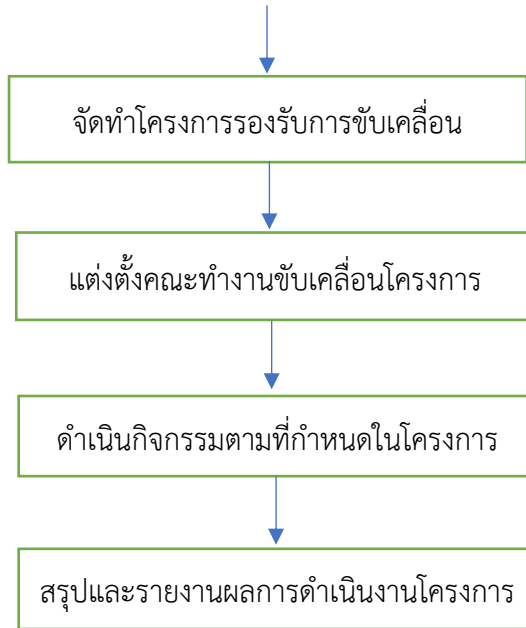 จัดทำโครงการรองรับการขับเคลื่อน
แต่งตั้งคณะทำงานขับเคลื่อนโครงการ
ดำเนินกิจกรรมตามที่กำหนดในโครงการ
สรุปและรายงานผลการดำเนินงานโครงการ